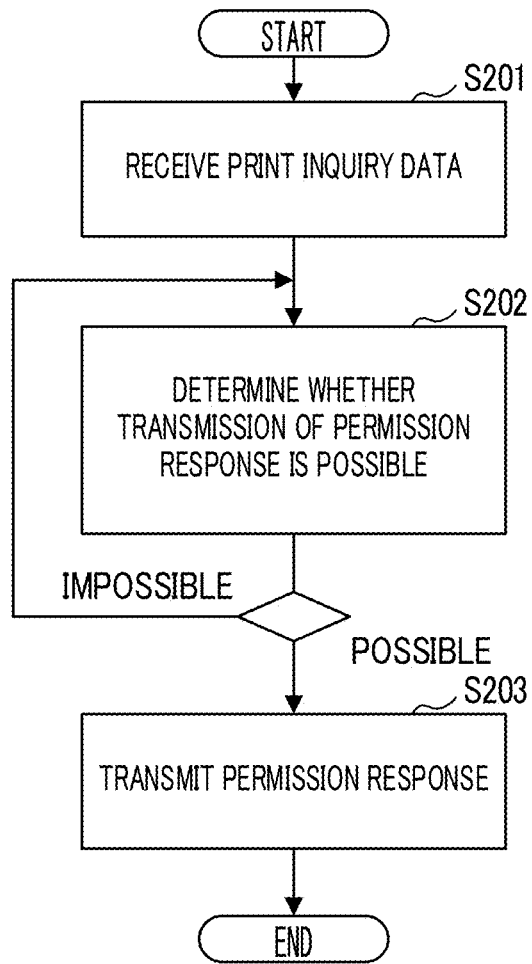 START
S201
RECEIVE PRINT INQUIRY DATA
S202
DETERMINE WHETHER
TRANSMISSION OF PERMISSION
RESPONSE IS POSSIBLE
IMPOSSIBLE
POSSIBLE
S203
TRANSMIT PERMISSION RESPONSE
END